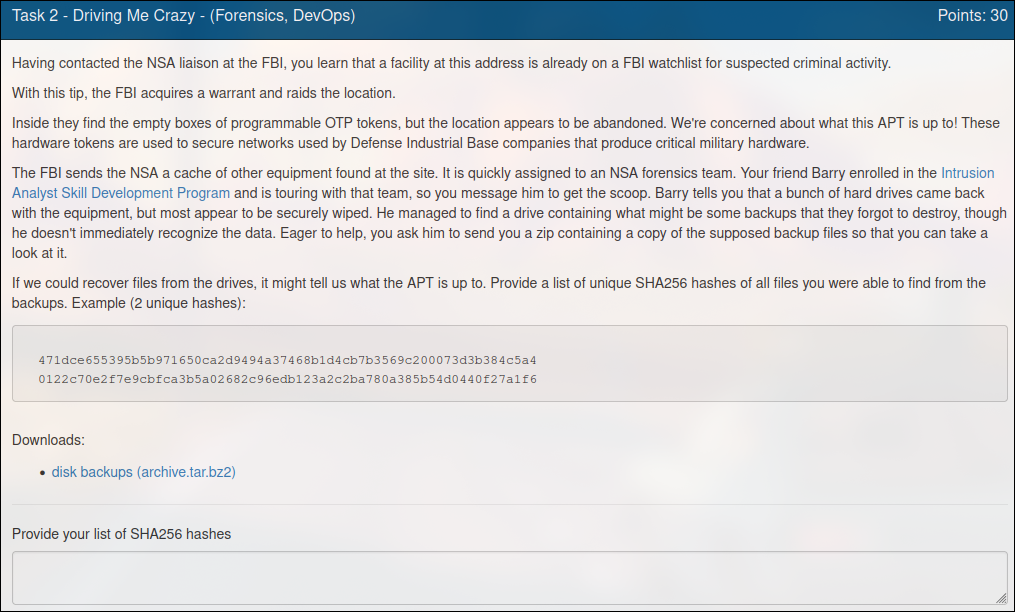 Task 2 - Driving Me Crazy - (Forensics, DevOps)
Points: 30
Having contacted the NSA liaison at the FBI, you learn that a facility at this address is already on a FBI watchlist for suspected criminal activity.
With this tip, the FBI acquires a warrant and raids the location.
Inside they find the empty boxes of programmable OTP tokens, but the location appears to be abandoned. We're concerned about what this APT is up to! These
hardware tokens are used to secure networks used by Defense Industrial Base companies that produce critical military hardware.
The FBI sends the NSA a cache of other equipment found at the site. It is quickly assigned to an NSA forensics team. Your friend Barry enrolled in the Intrusion
Analyst Skill Development Program and is touring with that team, so you message him to get the scoop. Barry tells you that a bunch of hard drives came back
with the equipment, but most appear to be securely wiped. He managed to find a drive containing what might be some backups that they forgot to destroy, though
he doesn't immediately recognize the data. Eager to help, you ask him to send you a zip containing a copy of the supposed backup files so that you can take a
look at it.
If we could recover files from the drives, it might tell us what the APT is up to. Provide a list of unique SHA256 hashes of all files you were able to find from the
backups. Example (2 unique hashes):
471dce655395b5b971650ca2d9494a37468b1d4cb7b3569c200073d3b384c5a4
0122c70e2f7e9cbfca3b5a02682c96edb123a2c2ba780a385b54d0440f27a1f6
Downloads:
• disk backups (archive.tar.bz2)
Provide your list of SHA256 hashes